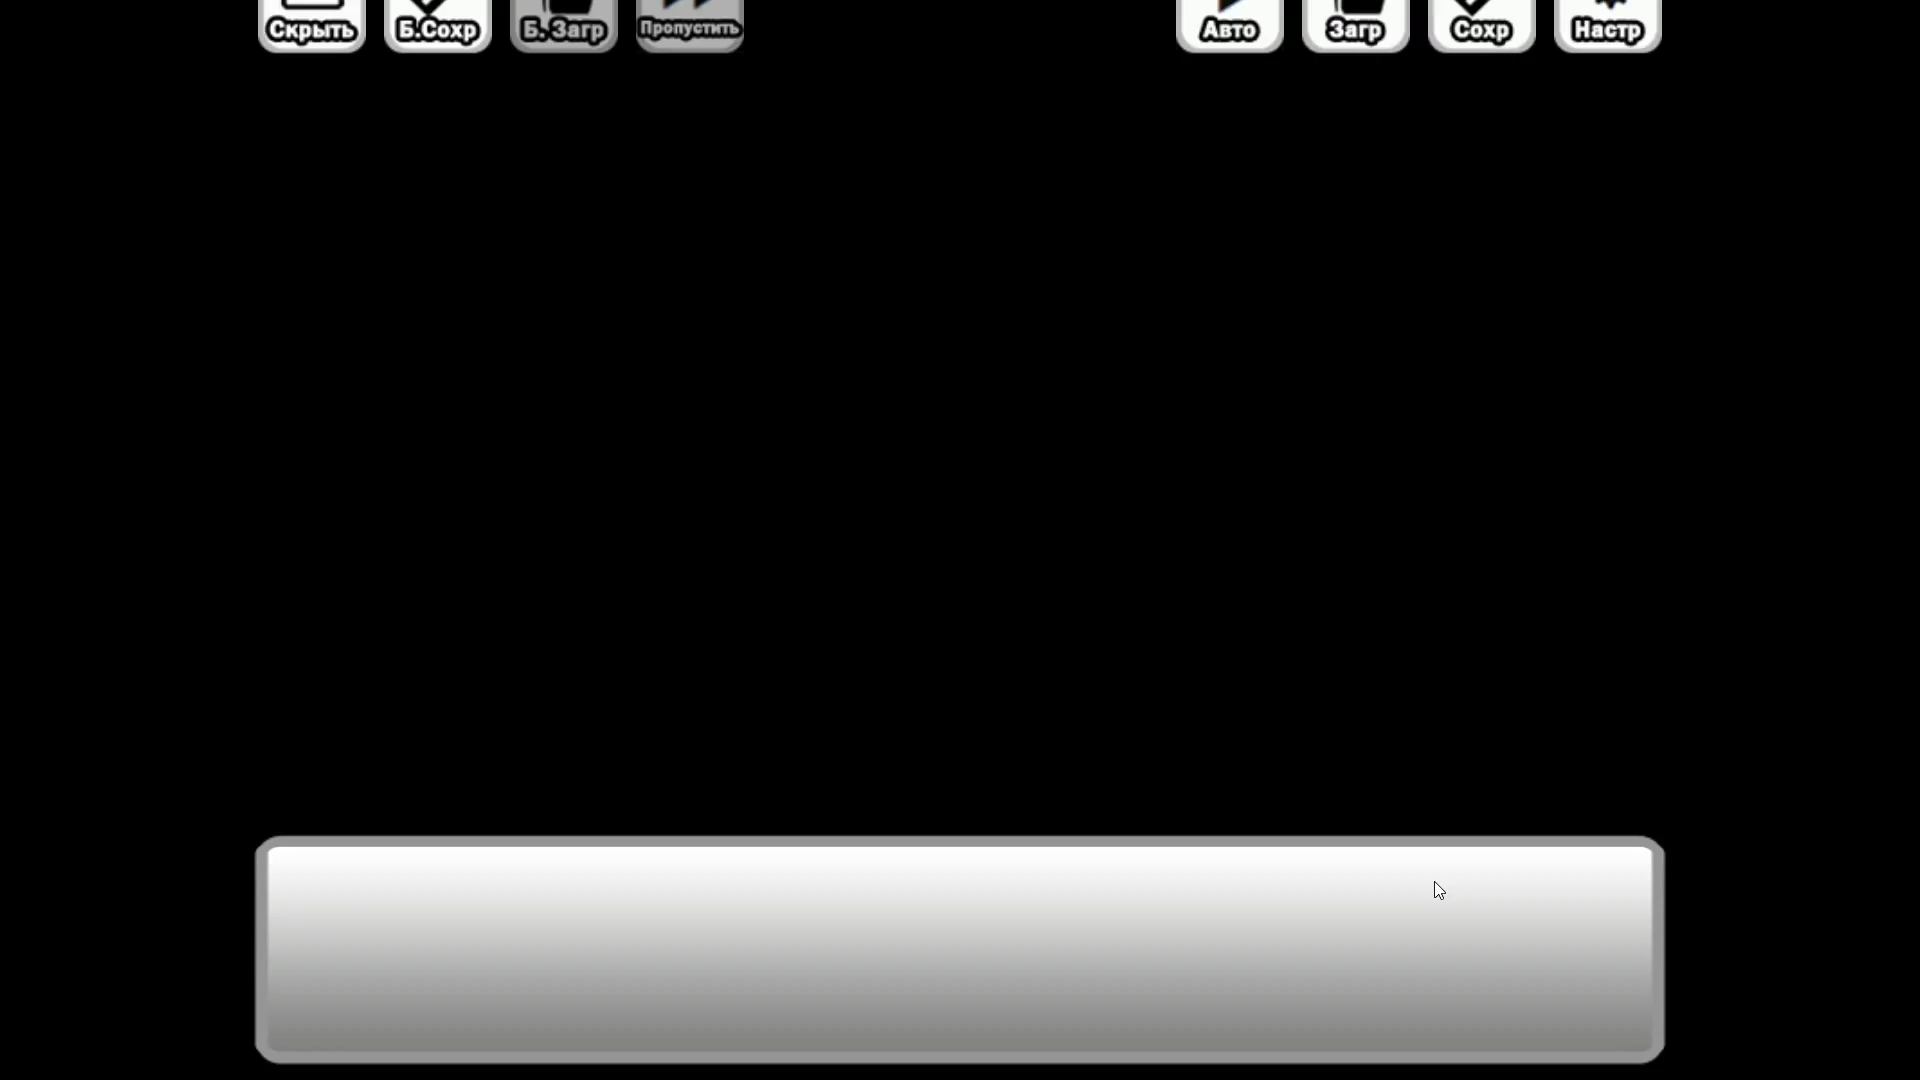 Скрыть
Б.Сохр
Б. Загр
Пропустить
Авто
Загр
Сохр
Настр